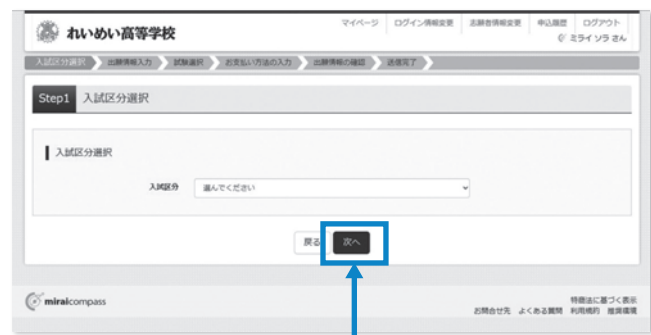 れいめい高等学校
マイページ ログイン情報変更 志願者情報変更 申込履歴 ログアウト
ミライ ソラ さん
入試区分選択 出願情報入力 試験選択 お支払い方法の入力 出願情報の確認 送信完了
Step1 入試区分選択
入試区分選択
入試区分 選んでください
戻る 次へ
miraicompass
特商法に基づく表示
お問合せ先 よくある質問 利用規約 推奨環境